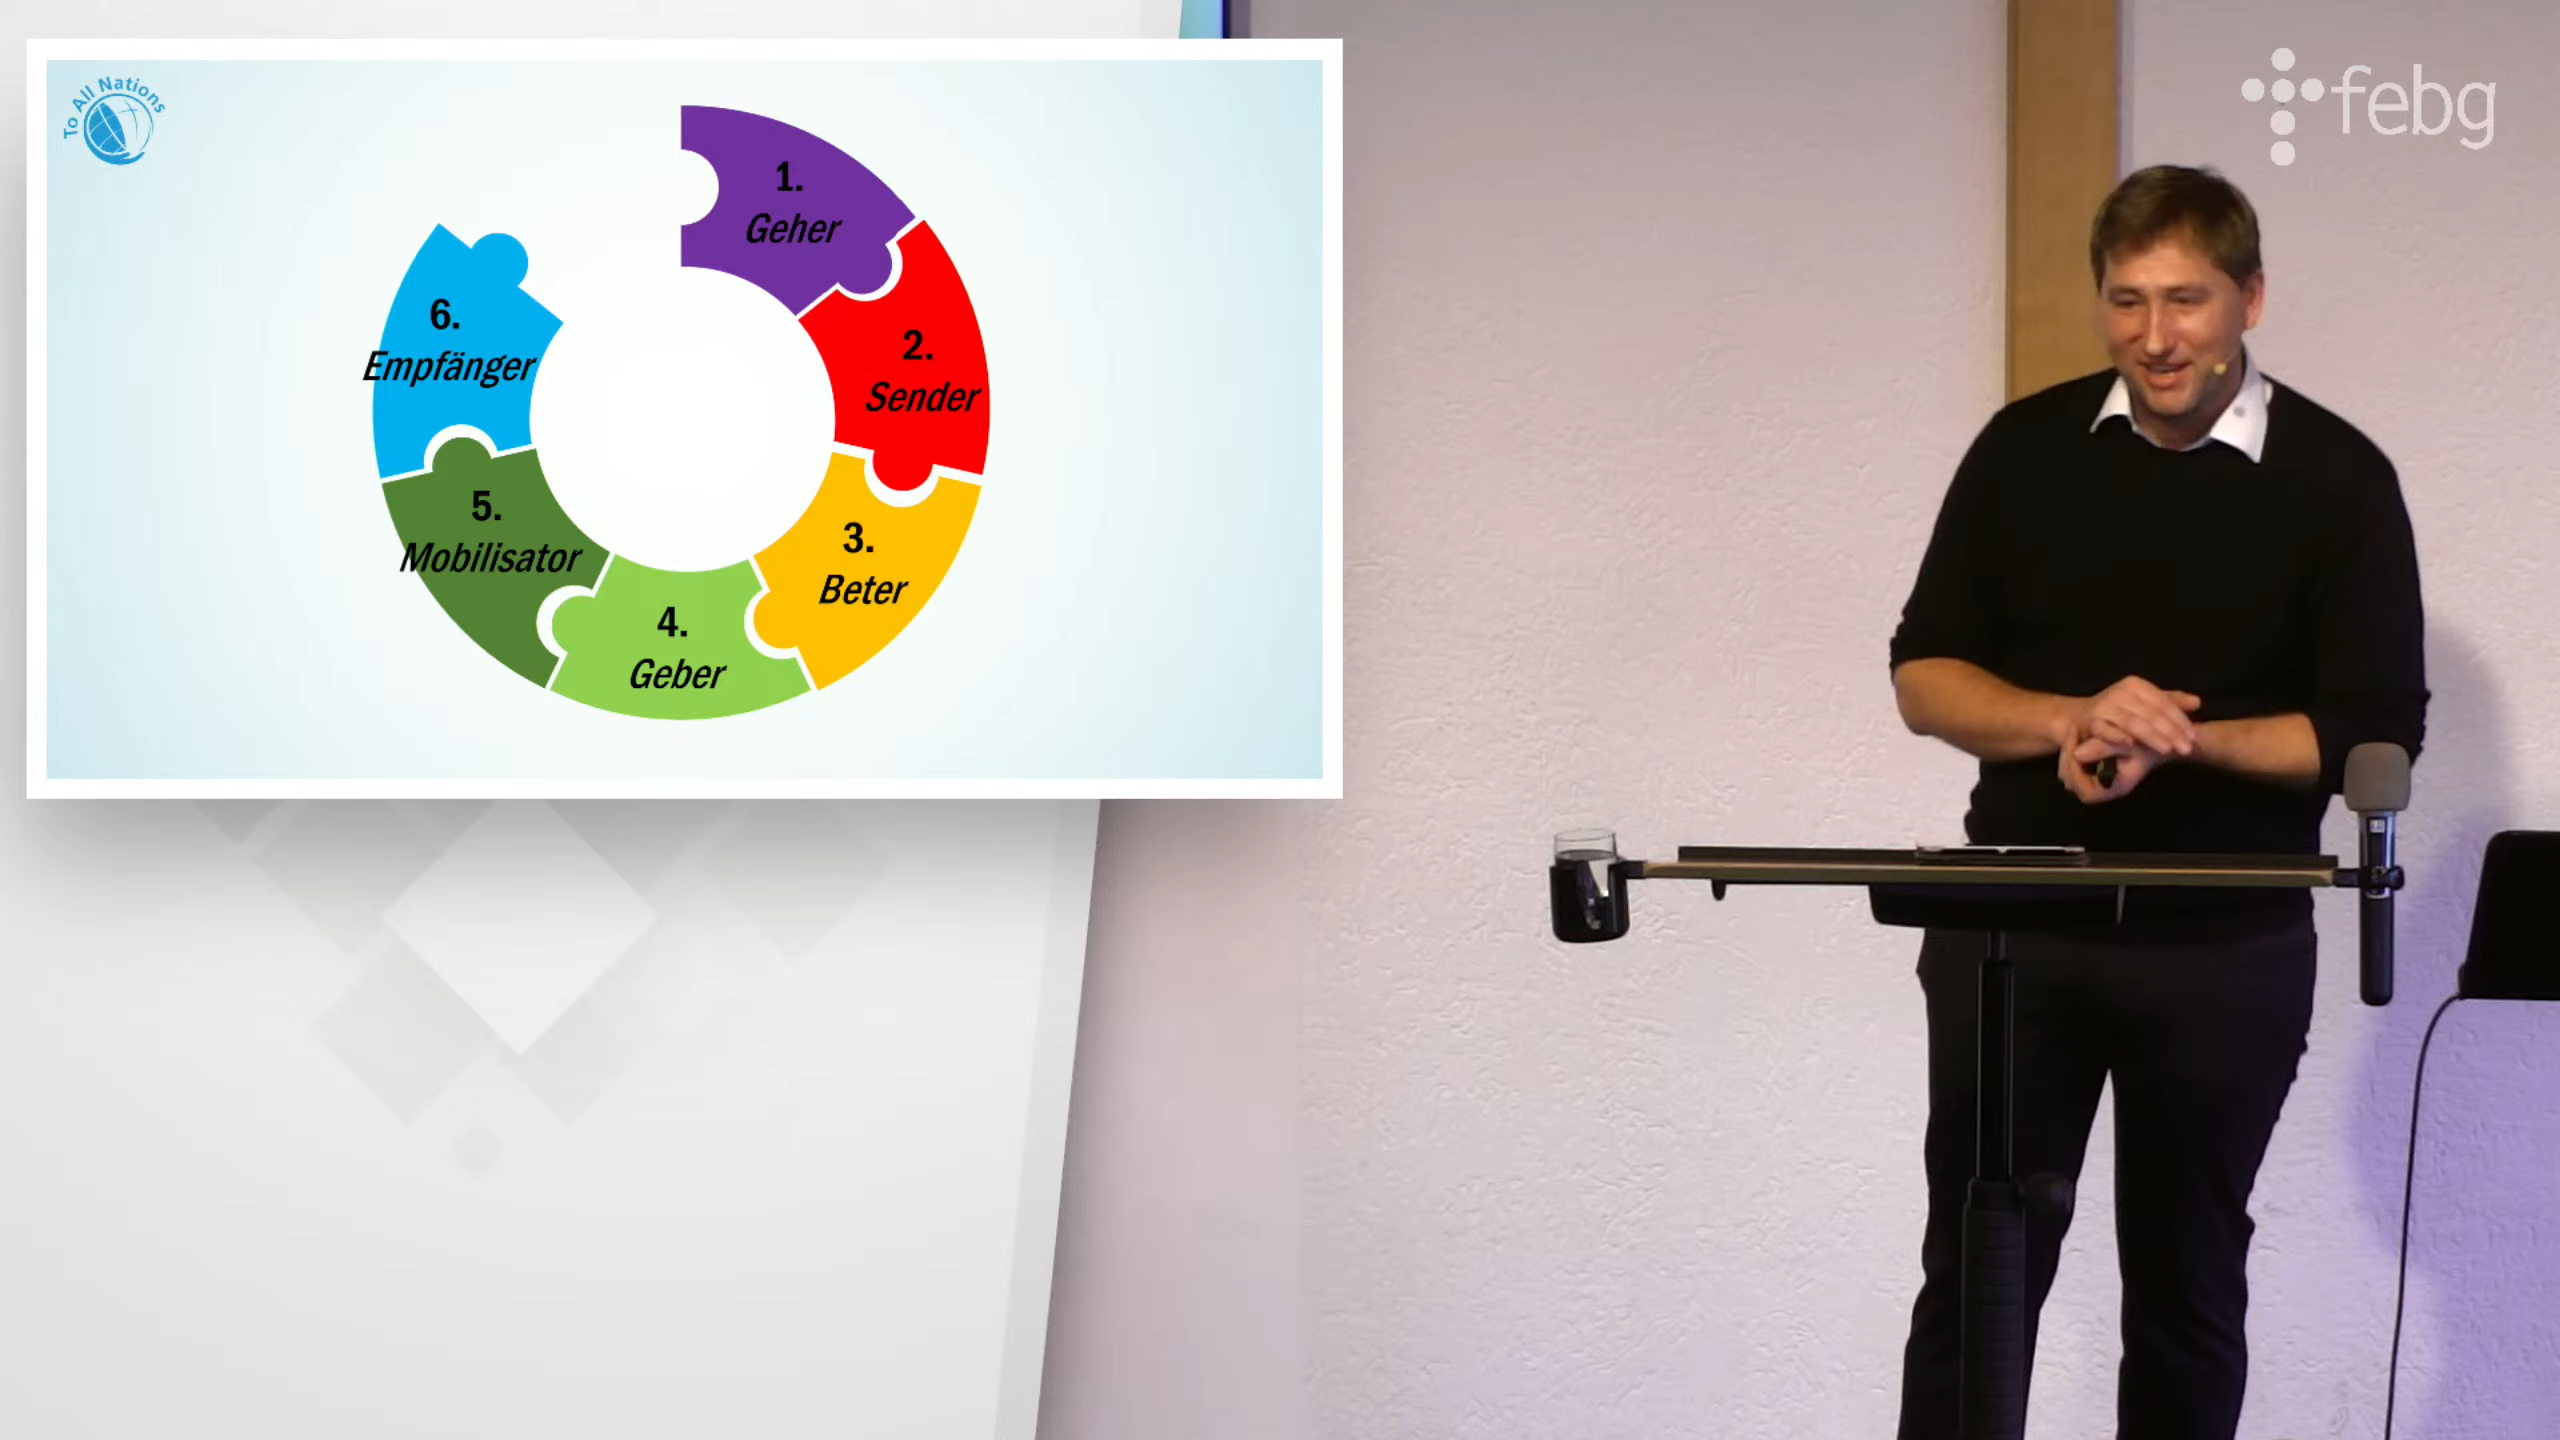 To All Nations
1.
Geher
2.
Sender
3.
Beter
4.
Geber
5.
Mobilisator
6.
Empfänger
febg